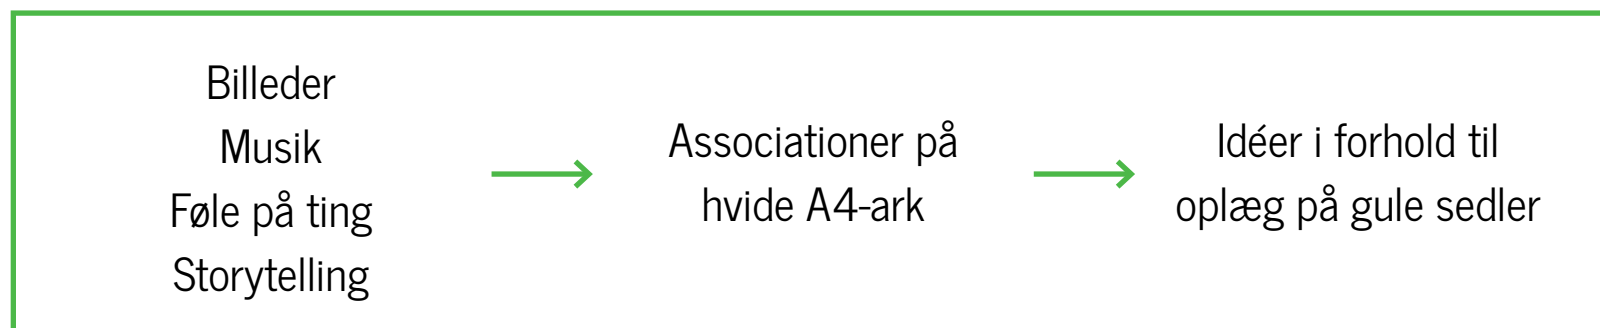 Billeder
Musik
Føle på ting
Storytelling
Associationer på
hvide A4-ark
Idéer i forhold til
oplæg på gule sedler